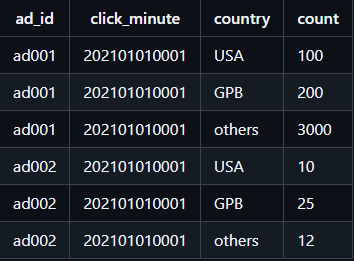 ad_id click_minute country count
ad001 202101010001 USA 100
ad001 202101010001 GPB 200
ad001 202101010001 others 3000
ad002 202101010001 USA 10
ad002 202101010001 GPB 25
ad002 202101010001 others 12